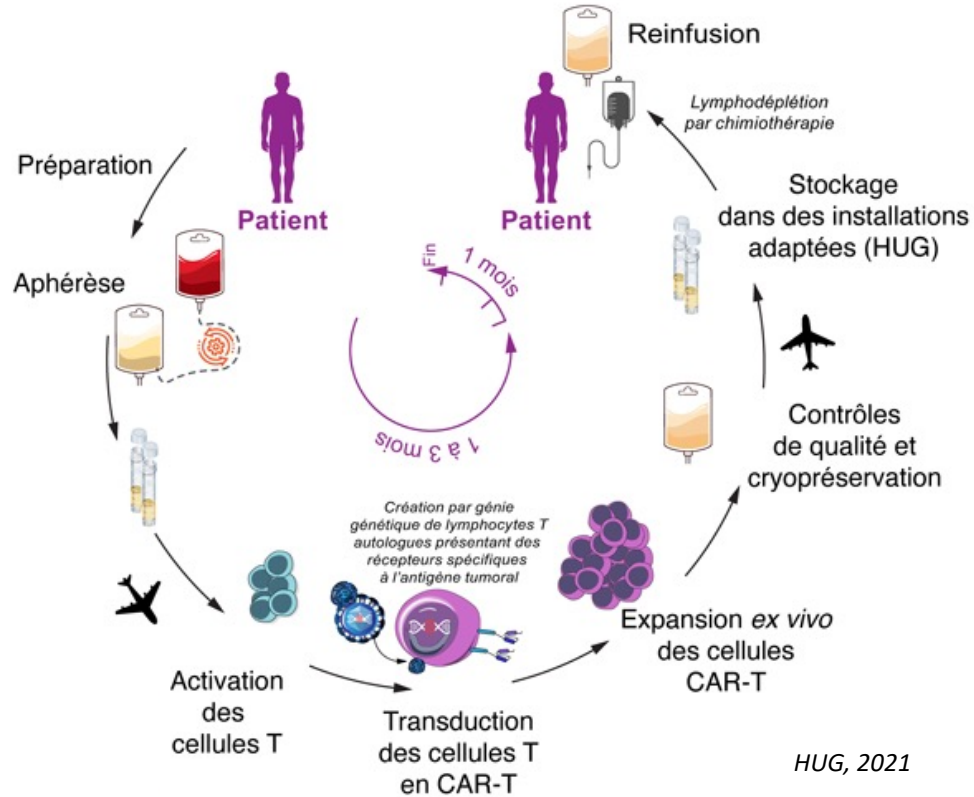 Préparation
Patient
Aphérèse
Activation
des
cellules T
Création par génie
génétique de lymphocytes T
autologues présentant des
récepteurs spécifiques
à l'antigène tumoral
Transduction
des cellules T
en CAR-T
Expansion ex vivo
des cellules
CAR-T
Contrôles
de qualité et
cryopréservation
Stockage
dans des installations
adaptées (HUG)
Lymphodéplétion
par chimiothérapie
Reinfusion
Patient
1 à 3 mois
1 mois
Fin
HUG, 2021